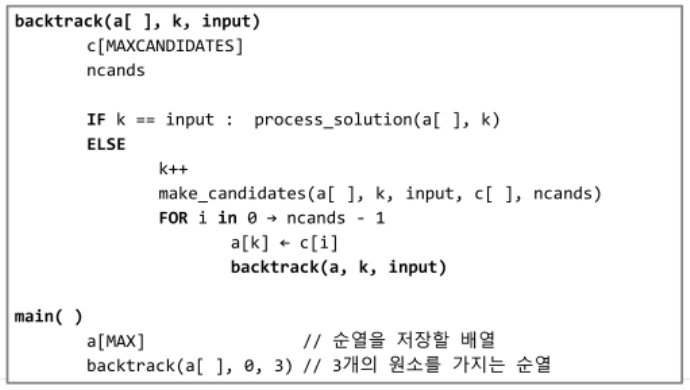 backtrack(a[ ], k, input)
c[MAXCANDIDATES]
ncands
IF k == input :  process_solution(a[ ], k)
ELSE
k++
make_candidates(a[ ], k, input, c[ ], ncands)
FOR i in 0 → ncands - 1
a[k] ← c[i]
backtrack(a, k, input)
main( )
a[MAX] // 순열을 저장할 배열
backtrack(a[ ], 0, 3) // 3개의 원소를 가지는 순열